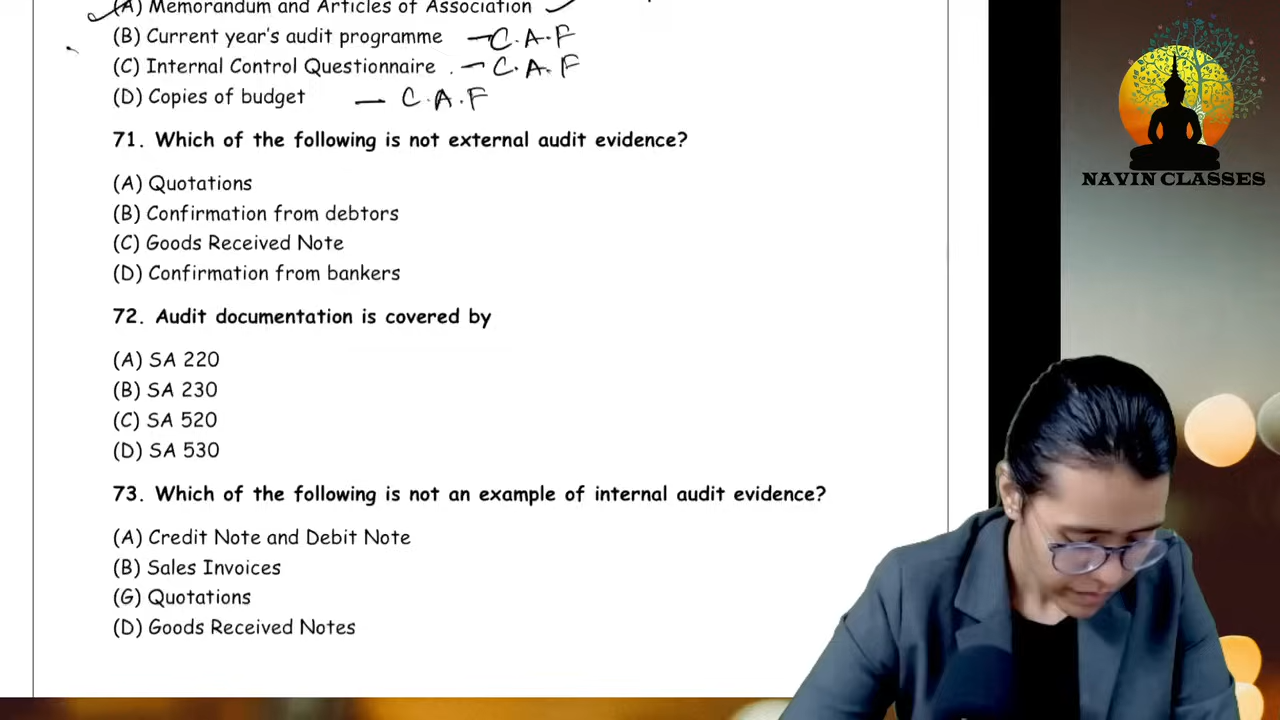 (A) Memorandum and Articles of Association
(B) Current year's audit programme — C.A.F
(C) Internal Control Questionnaire . — C.A.F
(D) Copies of budget — C.A.F
71. Which of the following is not external audit evidence?
(A) Quotations
(B) Confirmation from debtors
(C) Goods Received Note
(D) Confirmation from bankers
72. Audit documentation is covered by
(A) SA 220
(B) SA 230
(C) SA 520
(D) SA 530
73. Which of the following is not an example of internal audit evidence?
(A) Credit Note and Debit Note
(B) Sales Invoices
(G) Quotations
(D) Goods Received Notes
NAVIN CLASSES